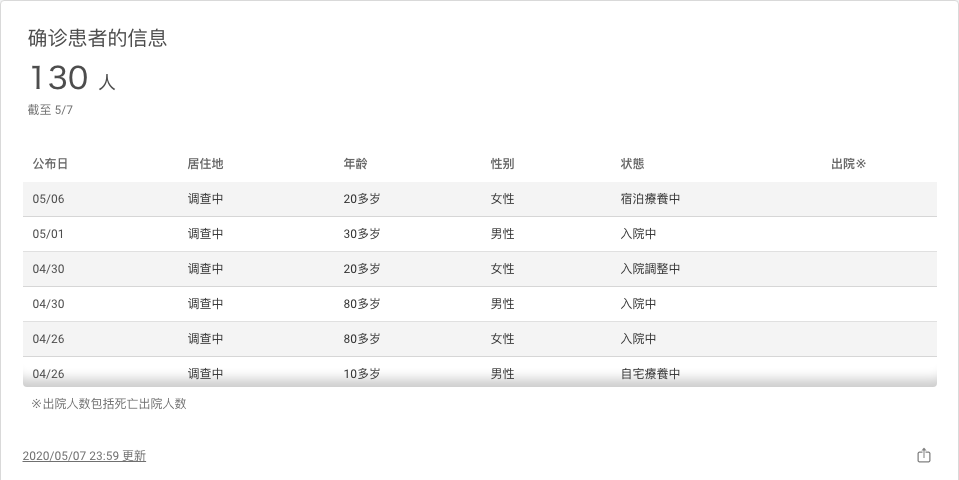 确诊患者的信息
130 人
截至 5/7
公布日 居住地 年龄 性别 状態 出院※
05/06 调查中 20多岁 女性 宿泊療養中
05/01 调查中 30多岁 男性 入院中
04/30 调查中 20多岁 女性 入院調整中
04/30 调查中 80多岁 男性 入院中
04/26 调查中 80多岁 女性 入院中
04/26 调查中 10多岁 男性 自宅療養中
※出院人数包括死亡出院人数
2020/05/07 23:59 更新